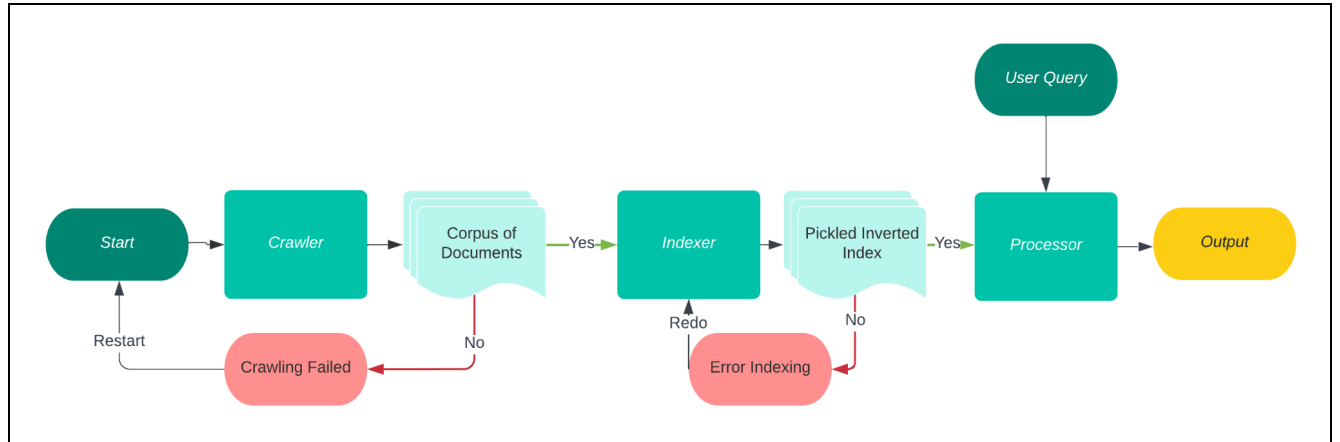 User Query
Start
Crawler
Corpus of
Documents
Yes
Indexer
Pickled Inverted
Index
Yes
Processor
Output
Restart
Crawling Failed
No
Redo
Error Indexing
No